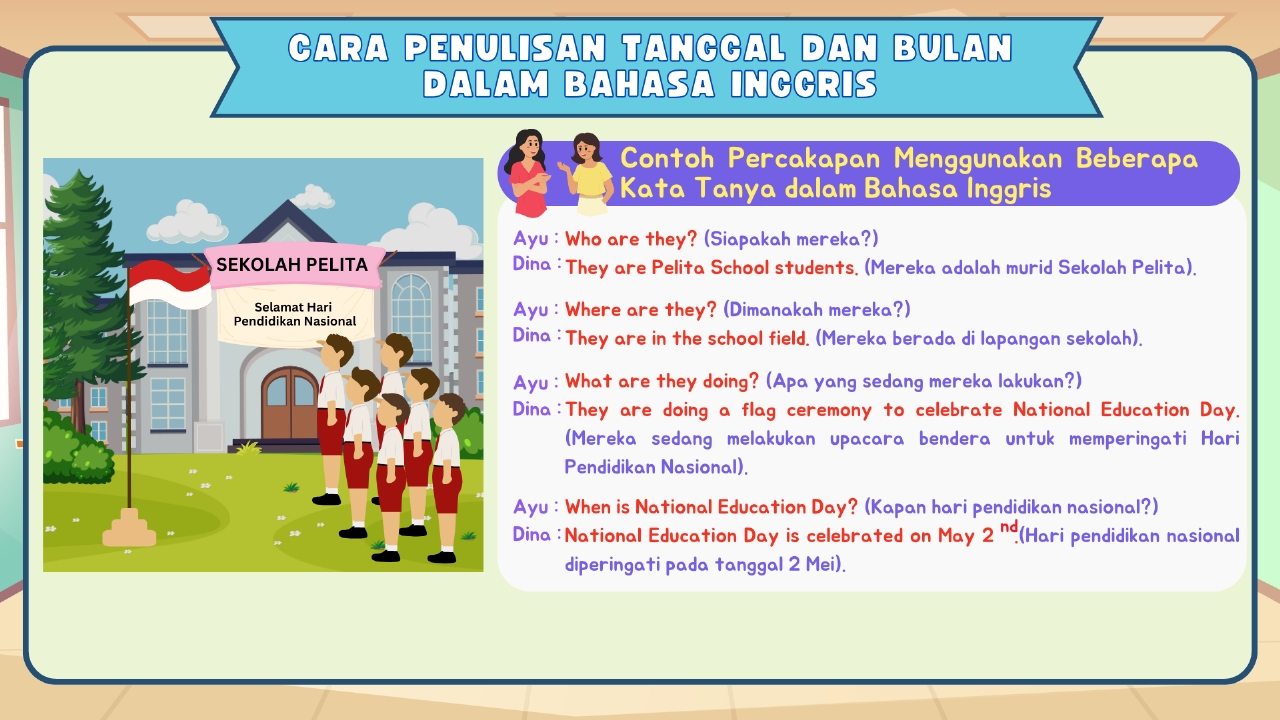 CARA PENULISAN TANGGAL DAN BULAN
DALAM BAHASA INGGRIS
SEKOLAH PELITA
Selamat Hari
Pendidikan Nasional
Contoh Percakapan Menggunakan Beberapa
Kata Tanya dalam Bahasa Inggris
Ayu : Who are they? (Siapakah mereka?)
Dina : They are Pelita School students. (Mereka adalah murid Sekolah Pelita).
Ayu : Where are they? (Dimanakah mereka?)
Dina : They are in the school field. (Mereka berada di lapangan sekolah).
Ayu : What are they doing? (Apa yang sedang mereka lakukan?)
Dina : They are doing a flag ceremony to celebrate National Education Day.
(Mereka sedang melakukan upacara bendera untuk memperingati Hari
Pendidikan Nasional).
Ayu : When is National Education Day? (Kapan hari pendidikan nasional?)
Dina : National Education Day is celebrated on May 2 nd.(Hari pendidikan nasional
diperingati pada tanggal 2 Mei).